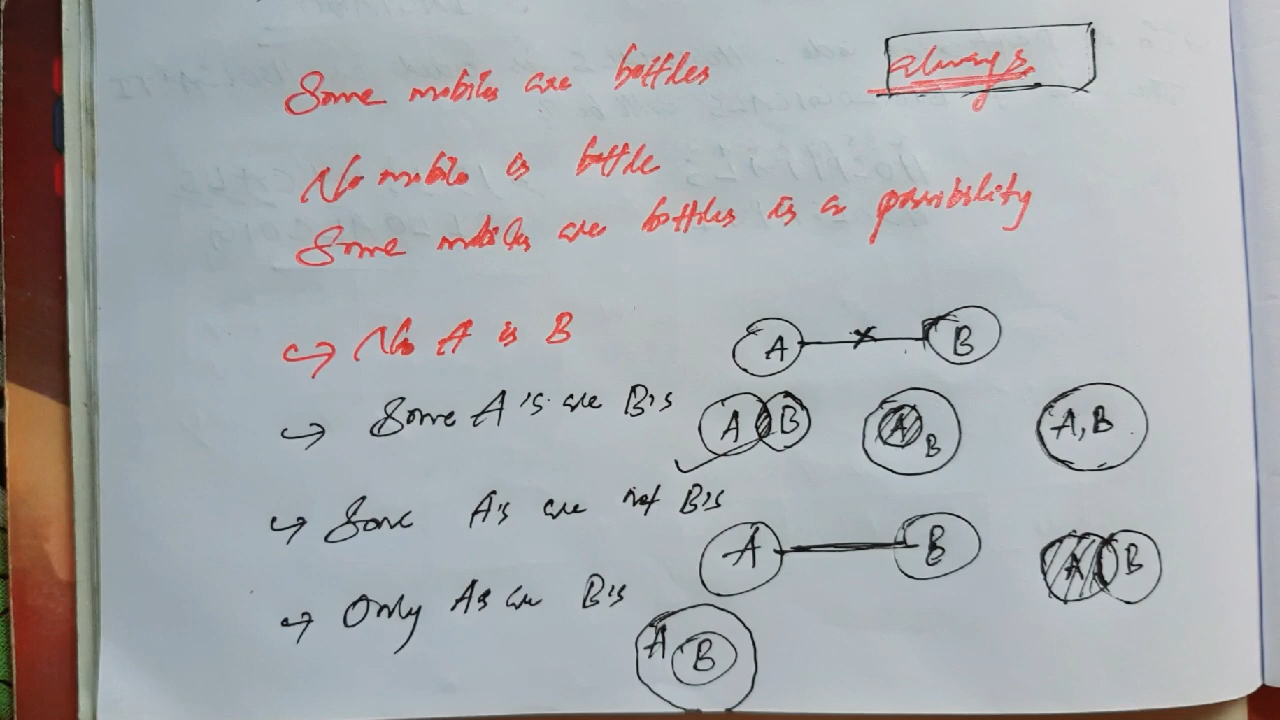 Some mobiles are bottles
always
No mobile is bottle
Some mobiles are bottles is a possibility
→ No A is B
A B
→ Some A's are B's
A B A B A, B
→ Some A's are not B's
A B A B
→ Only A's are B's
A B